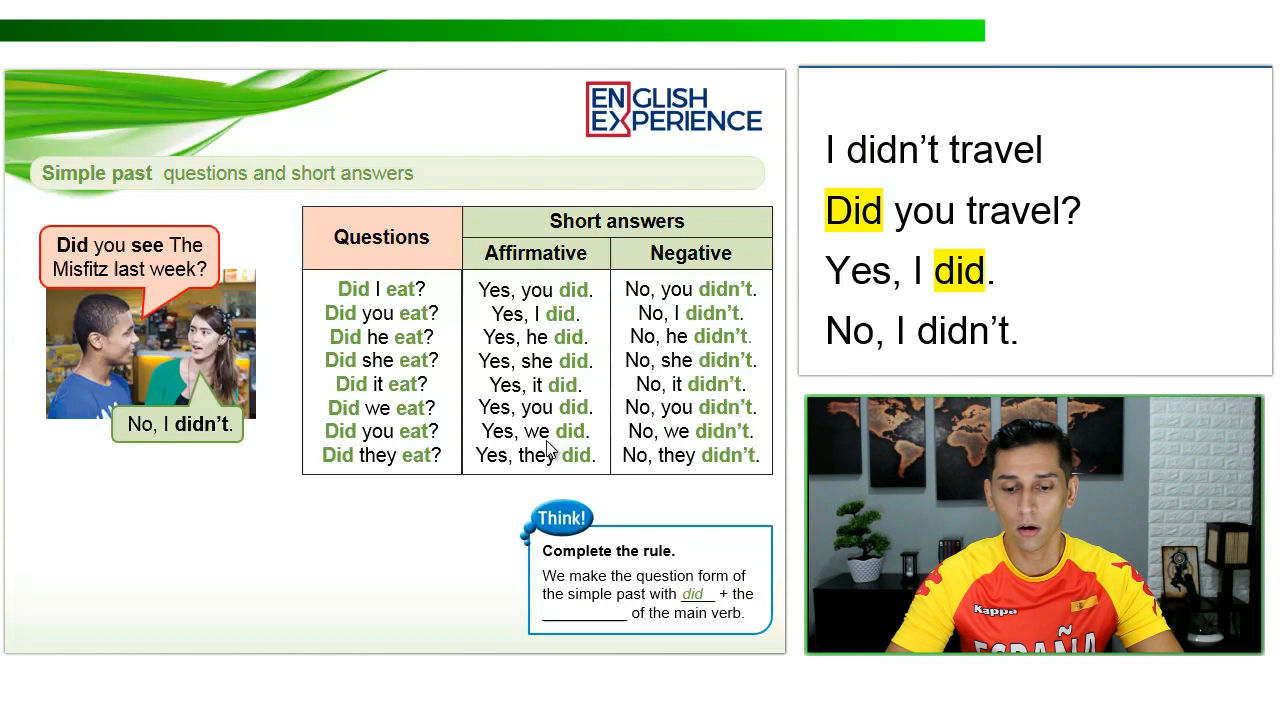 ENGLISH
EXPERIENCE
Simple past questions and short answers
Did you see The
Misfitz last week?
No, I didn't.
Questions
Short answers
Affirmative Negative
Did I eat? Yes, you did. No, you didn't.
Did you eat? Yes, I did. No, I didn't.
Did he eat? Yes, he did. No, he didn't.
Did she eat? Yes, she did. No, she didn't.
Did it eat? Yes, it did. No, it didn't.
Did we eat? Yes, you did. No, you didn't.
Did you eat? Yes, we did. No, we didn't.
Did they eat? Yes, they did. No, they didn't.
Think!
Complete the rule.
We make the question form of
the simple past with did + the
__________ of the main verb.
I didn't travel
Did you travel?
Yes, I did.
No, I didn't.
Kappa
ESPAÑA